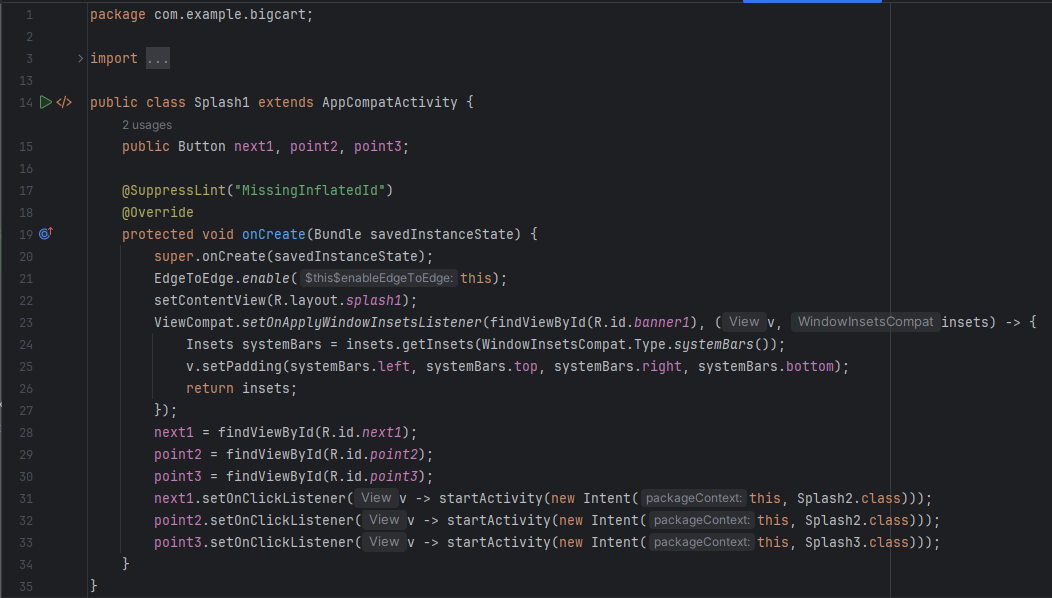 1 package com.example.bigcart;
2
3 import ...
13
14 public class Splash1 extends AppCompatActivity {
2 usages
15 public Button next1, point2, point3;
16
17 @SuppressLint("MissingInflatedId")
18 @Override
19 protected void onCreate(Bundle savedInstanceState) {
20 super.onCreate(savedInstanceState);
21 EdgeToEdge.enable( $this$enableEdgeToEdge: this);
22 setContentView(R.layout.splash1);
23 ViewCompat.setOnApplyWindowInsetsListener(findViewById(R.id.banner1), ( View v, WindowInsetsCompat insets) -> {
24 Insets systemBars = insets.getInsets(WindowInsetsCompat.Type.systemBars());
25 v.setPadding(systemBars.left, systemBars.top, systemBars.right, systemBars.bottom);
26 return insets;
27 });
28 next1 = findViewById(R.id.next1);
29 point2 = findViewById(R.id.point2);
30 point3 = findViewById(R.id.point3);
31 next1.setOnClickListener( View v -> startActivity(new Intent( packageContext: this, Splash2.class)));
32 point2.setOnClickListener( View v -> startActivity(new Intent( packageContext: this, Splash2.class)));
33 point3.setOnClickListener( View v -> startActivity(new Intent( packageContext: this, Splash3.class)));
34 }
35 }